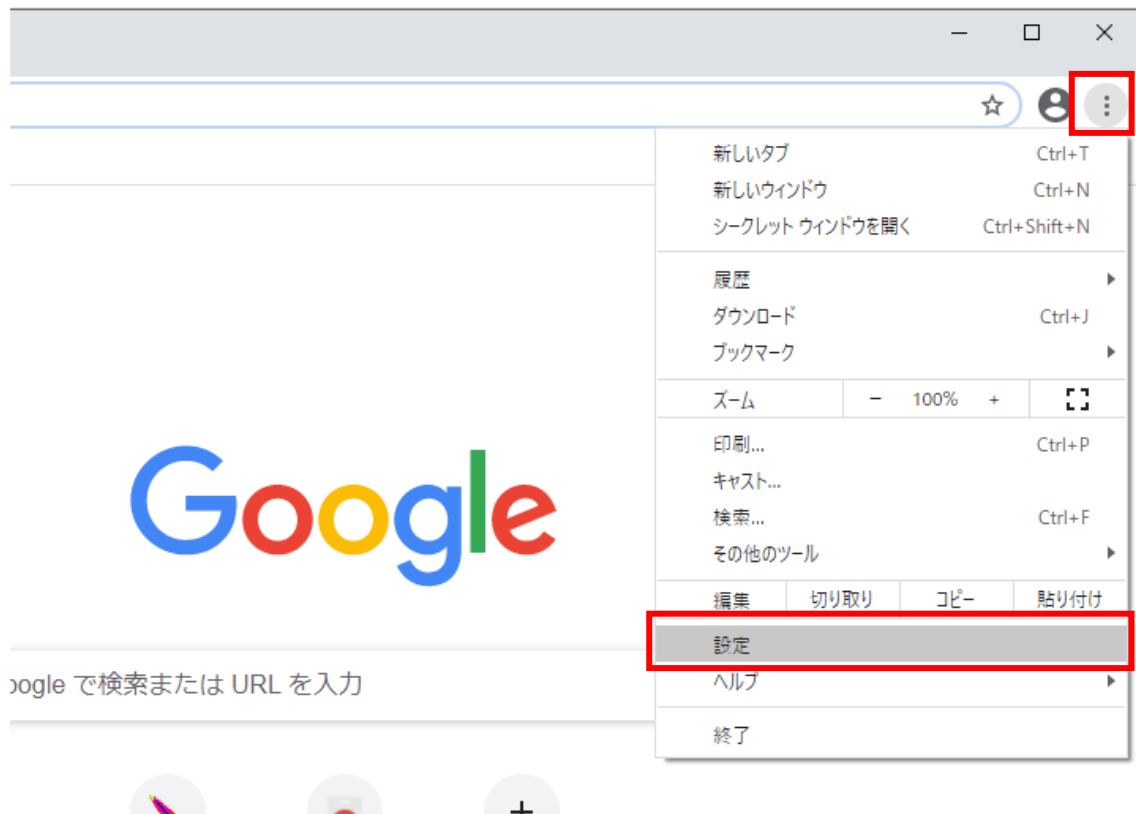 新しいタブ Ctrl+T
新しいウィンドウ Ctrl+N
シークレット ウィンドウを開く Ctrl+Shift+N
履歴
ダウンロード Ctrl+J
ブックマーク
ズーム - 100% +
印刷... Ctrl+P
キャスト...
検索... Ctrl+F
その他のツール
編集 切り取り コピー 貼り付け
設定
ヘルプ
終了
Google
oogle で検索または URL を入力